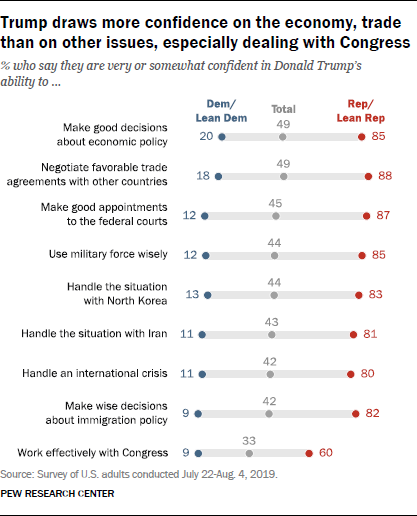 Trump draws more confidence on the economy, trade
than on other issues, especially dealing with Congress
% who say they are very or somewhat confident in Donald Trump's
ability to ...
Dem/ Total Rep/
Lean Dem Lean Rep
Make good decisions
about economic policy
20 49 85
Negotiate favorable trade
agreements with other countries
18 49 88
Make good appointments
to the federal courts
12 45 87
Use military force wisely
12 44 85
Handle the situation
with North Korea
13 44 83
Handle the situation with Iran
11 43 81
Handle an international crisis
11 42 80
Make wise decisions
about immigration policy
9 42 82
Work effectively with Congress
9 33 60
Source: Survey of U.S. adults conducted July 22-Aug. 4, 2019.
PEW RESEARCH CENTER